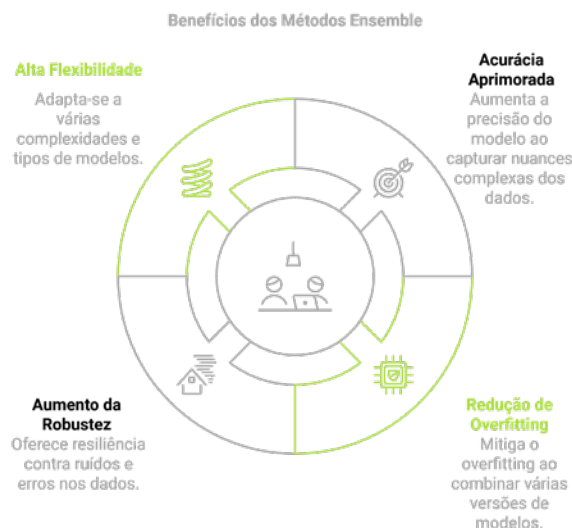 Benefícios dos Métodos Ensemble
Alta Flexibilidade
Adapta-se a
várias
complexidades e
tipos de modelos.
Acurácia
Aprimorada
Aumenta a
precisão do
modelo ao
capturar nuances
complexas dos
dados.
Aumento da
Robustez
Oferece resiliência
contra ruídos e
erros nos dados.
Redução de
Overfitting
Mitiga o
overfitting ao
combinar várias
versões de
modelos.